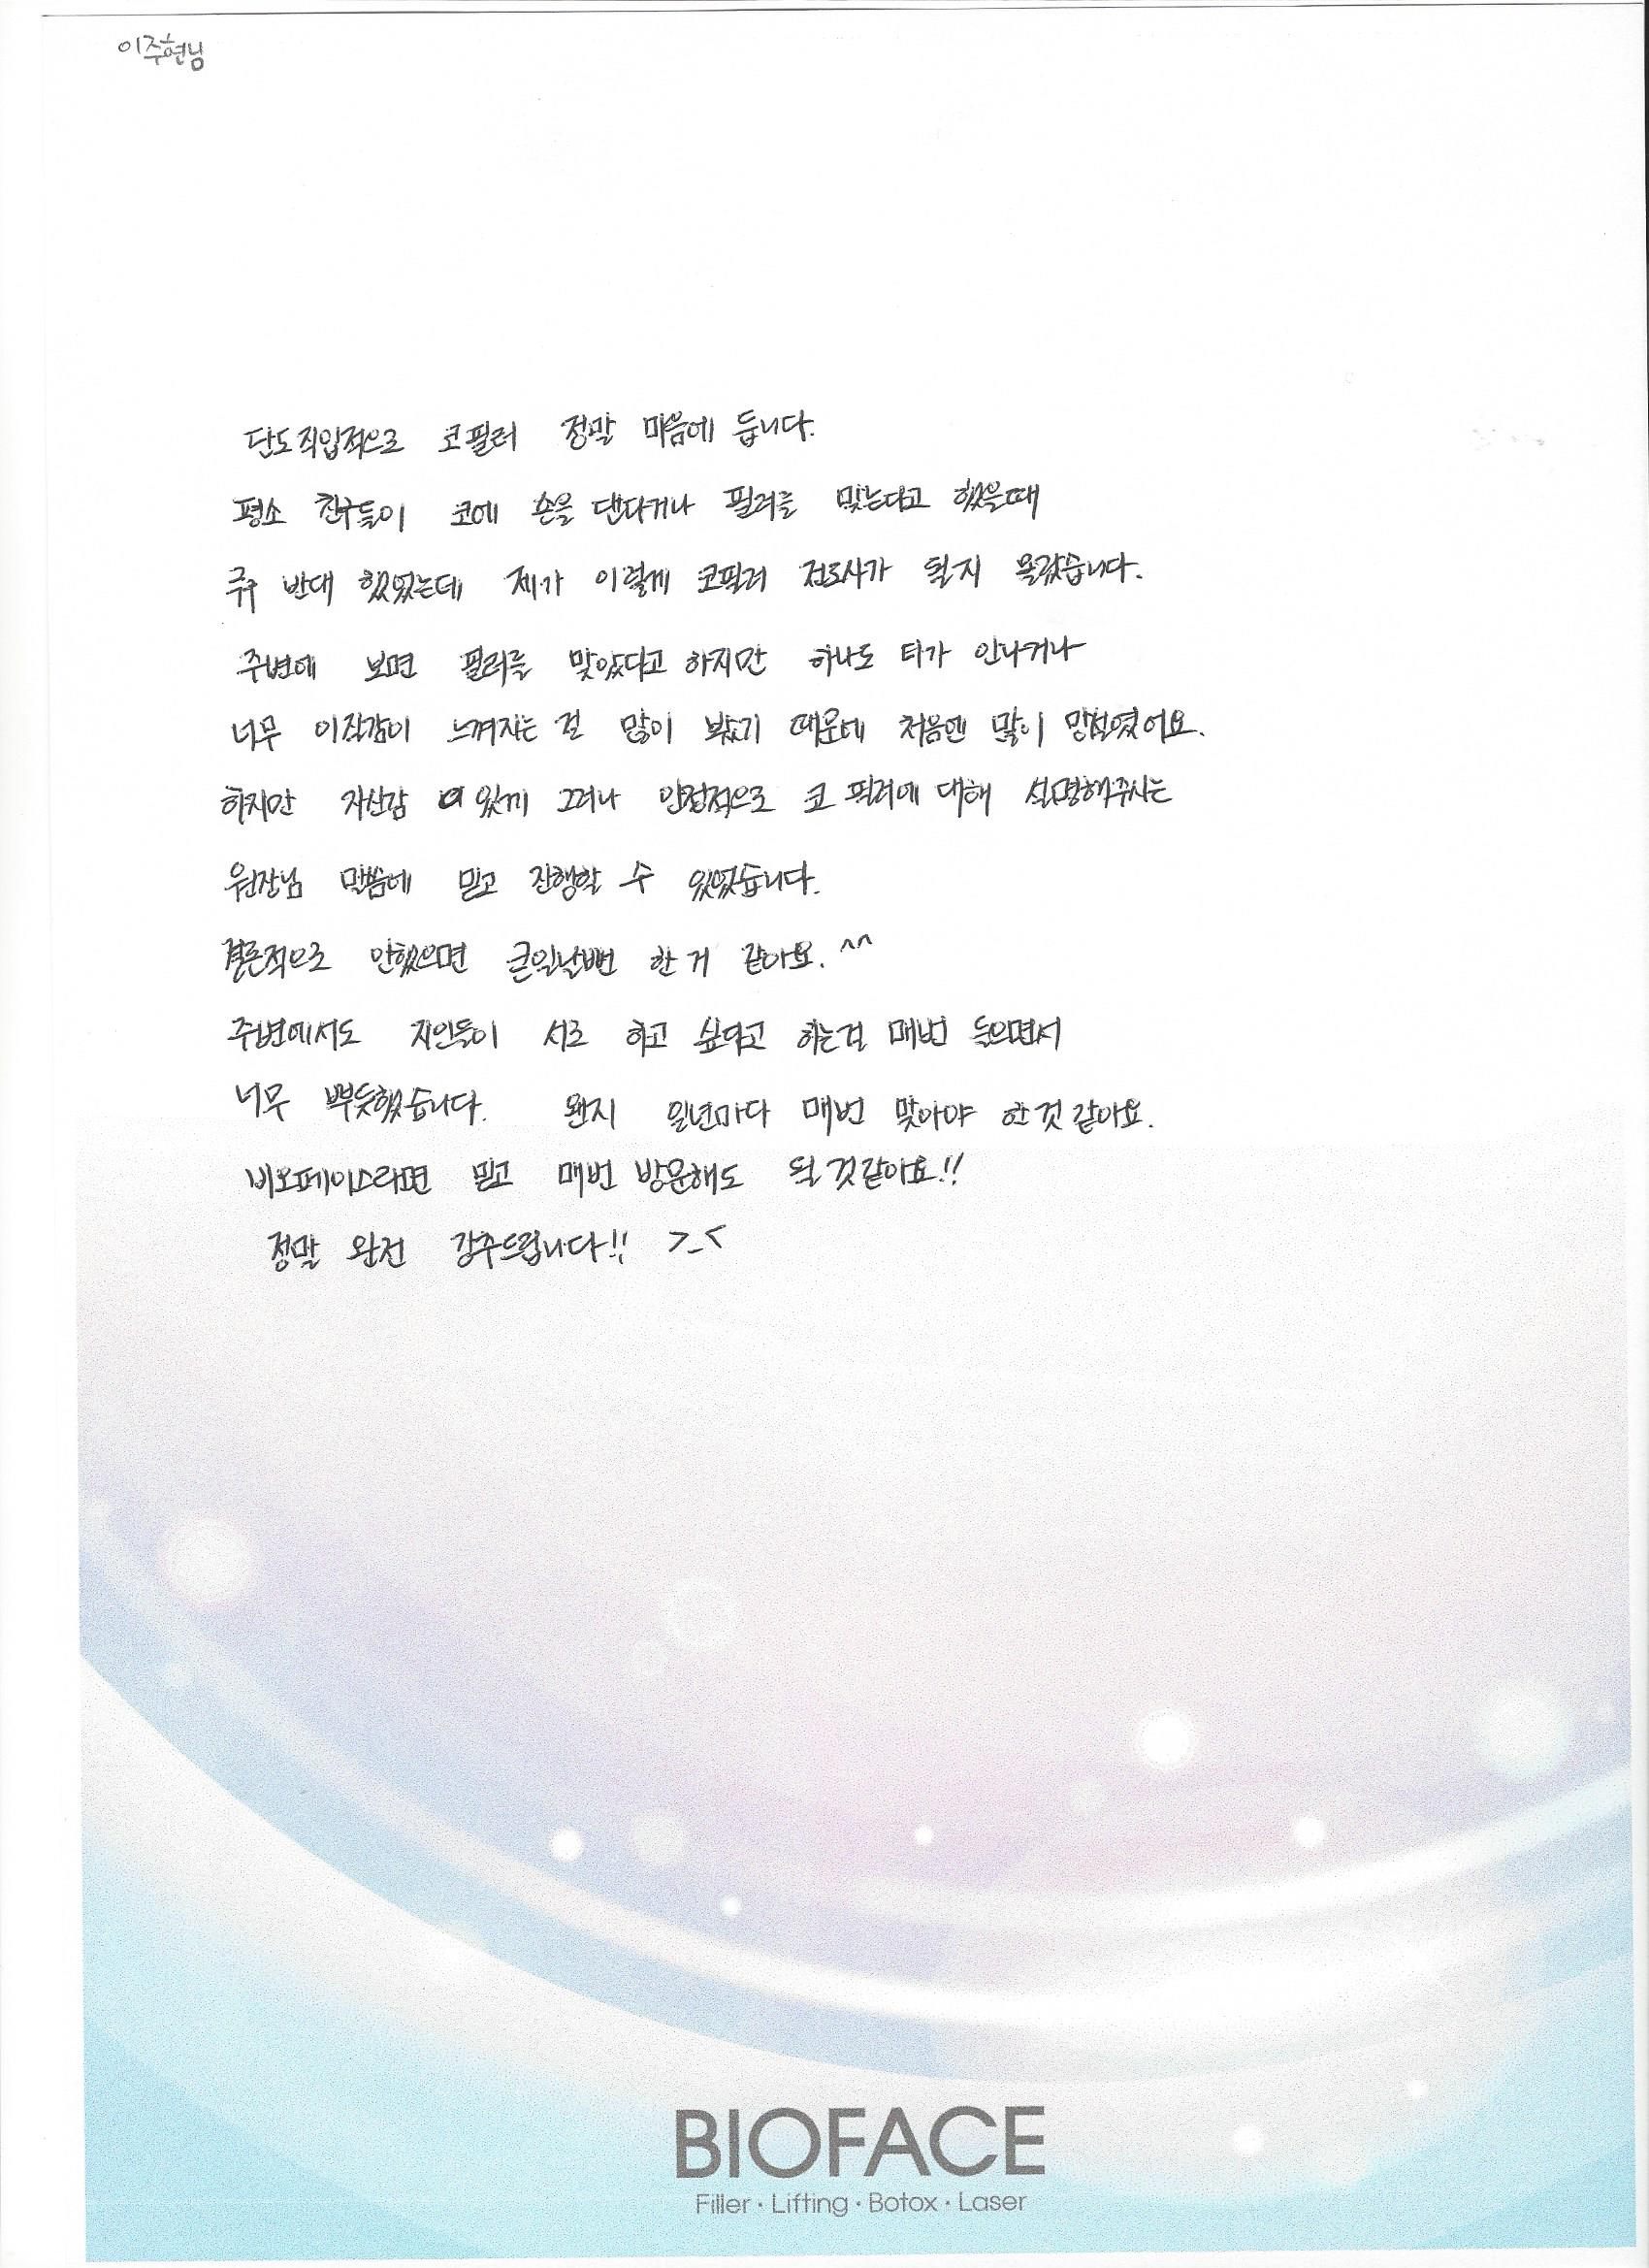 이주현님
단도직입적으로 코필러 정말 마음에 듭니다.
평소 친구들이 코에 손을 댄다거나 필러를 맞는다고 했을때
극구 반대 했었는데 제가 이렇게 코필러 전도사가 될지 몰랐습니다.
주변에 보면 필러를 맞았다고 하지만 하나도 티가 안나거나
너무 이질감이 느껴지는 걸 많이 봤기 때문에 처음엔 많이 망설였어요.
하지만 자신감 있게 그러나 안정적으로 코 필러에 대해 설명해주시는
원장님 말씀에 믿고 진행할 수 있었습니다.
결론적으로 안했으면 큰일날뻔 한 거 같아요. ^^
주변에서도 지인들이 서로 하고 싶다고 하는걸 매번 들으면서
너무 뿌듯했습니다. 왠지 일년마다 매번 맞아야 한 것 같아요.
비오페이스라면 믿고 매번 방문해도 될 것같아요!!
정말 완전 강추드립니다!! >_<
BIOFACE
Filler · Lifting · Botox · Laser